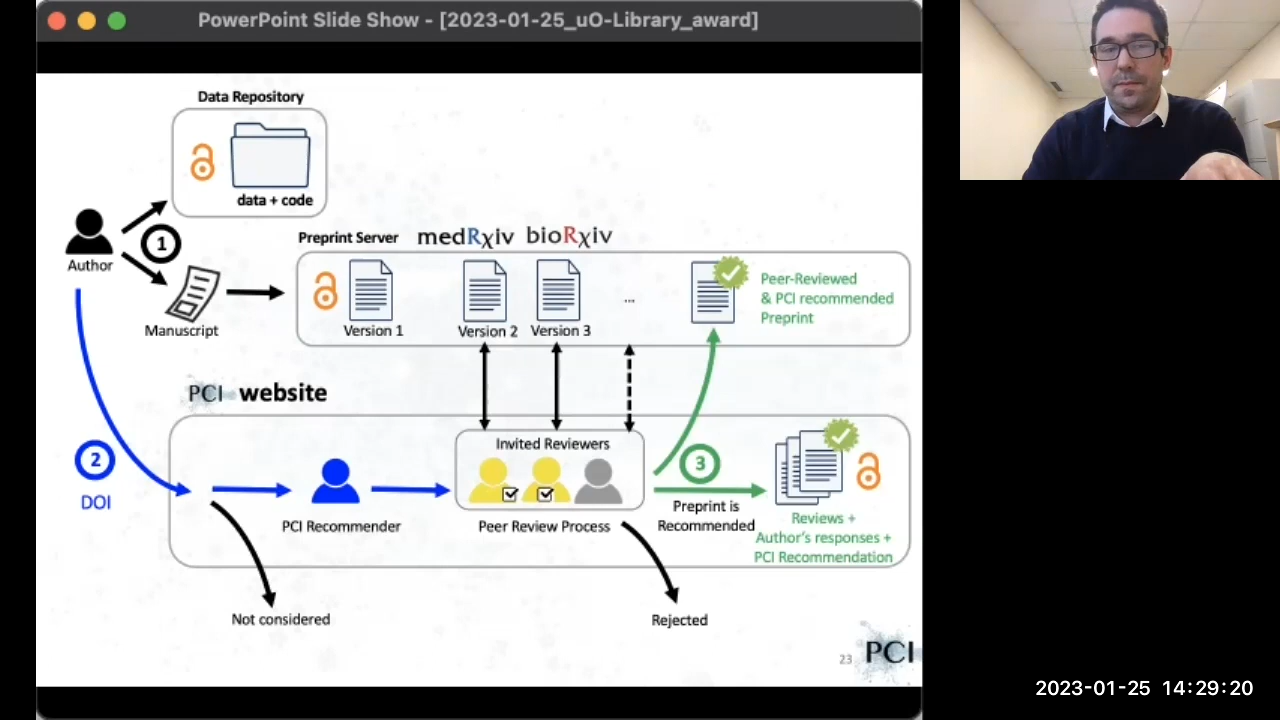 PowerPoint Slide Show - [2023-01-25_uO-Library_award]
Data Repository
data + code
Author
1
Manuscript
Preprint Server
medRχiv
bioRχiv
Version 1
Version 2
Version 3
...
Peer-Reviewed
& PCI recommended
Preprint
PCI website
2
DOI
PCI Recommender
Invited Reviewers
Peer Review Process
3
Preprint is
Recommended
Reviews +
Author's responses +
PCI Recommendation
Not considered
Rejected
23
PCI
2023-01-25 14:29:20